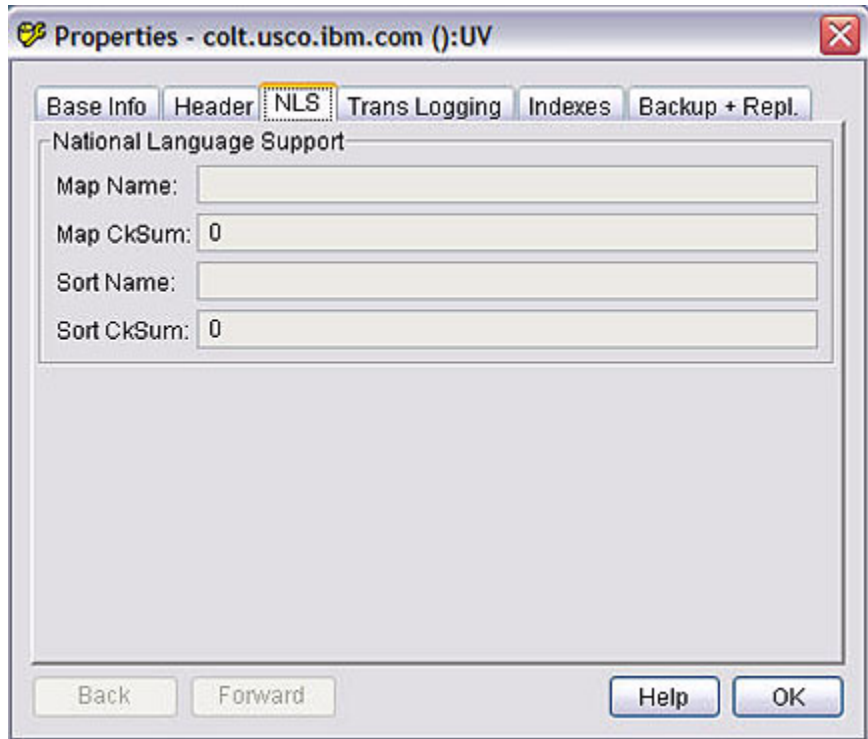 Properties - colt.usco.ibm.com ():UV
Base Info Header NLS Trans Logging Indexes Backup + Repl.
National Language Support
Map Name:
Map CkSum: 0
Sort Name:
Sort CkSum: 0
Back Forward Help OK